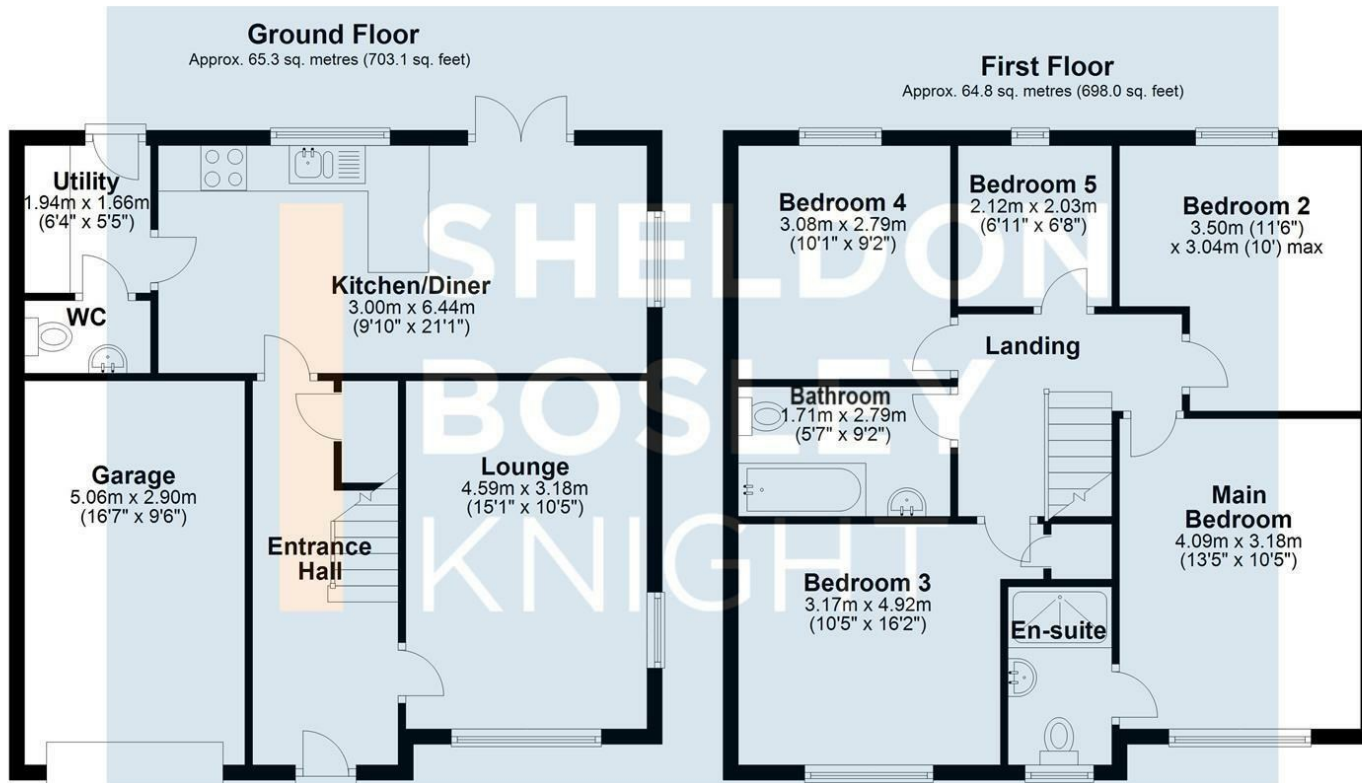 Ground Floor
Approx. 65.3 sq. metres (703.1 sq. feet)
Utility
1.94m x 1.66m
(6'4" x 5'5")
WC
Kitchen/Diner
3.00m x 6.44m
(9'10" x 21'1")
Garage
5.06m x 2.90m
(16'7" x 9'6")
Entrance
Hall
Lounge
4.59m x 3.18m
(15'1" x 10'5")
First Floor
Approx. 64.8 sq. metres (698.0 sq. feet)
Bedroom 4
3.08m x 2.79m
(10'1" x 9'2")
Bedroom 5
2.12m x 2.03m
(6'11" x 6'8")
Bedroom 2
3.50m (11'6")
x 3.04m (10') max
Landing
Bathroom
1.71m x 2.79m
(5'7" x 9'2")
Bedroom 3
3.17m x 4.92m
(10'5" x 16'2")
En-suite
Main
Bedroom
4.09m x 3.18m
(13'5" x 10'5")
SHELDON
BOSLEY
KNIGHT